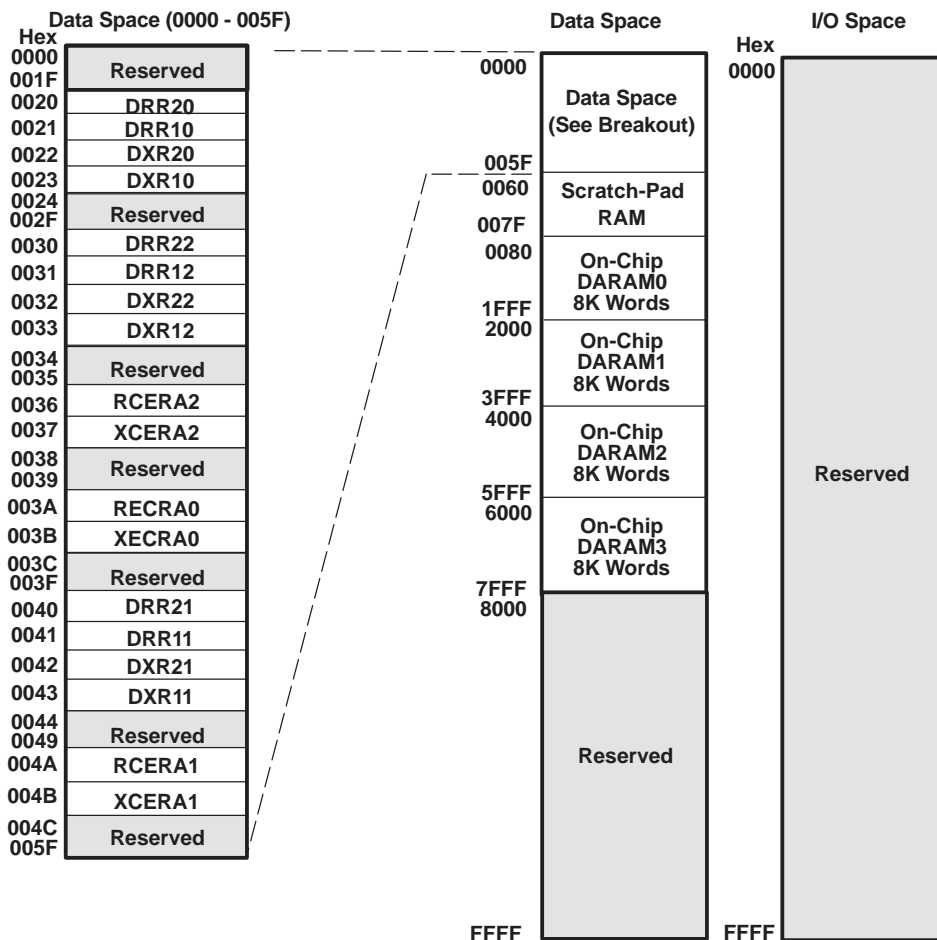 Data Space (0000 - 005F)
Hex
0000
001F
Reserved
0020
DRR20
0021
DRR10
0022
DXR20
0023
DXR10
0024
002F
Reserved
0030
DRR22
0031
DRR12
0032
DXR22
0033
DXR12
0034
0035
Reserved
0036
RCERA2
0037
XCERA2
0038
0039
Reserved
003A
RECRA0
003B
XECRA0
003C
003F
Reserved
0040
DRR21
0041
DRR11
0042
DXR21
0043
DXR11
0044
0049
Reserved
004A
RCERA1
004B
XCERA1
004C
005F
Reserved
Data Space
0000
Data Space
(See Breakout)
005F
0060
Scratch-Pad
RAM
007F
0080
On-Chip
DARAM0
8K Words
1FFF
2000
On-Chip
DARAM1
8K Words
3FFF
4000
On-Chip
DARAM2
8K Words
5FFF
6000
On-Chip
DARAM3
8K Words
7FFF
8000
Reserved
FFFF
I/O Space
Hex
0000
Reserved
FFFF